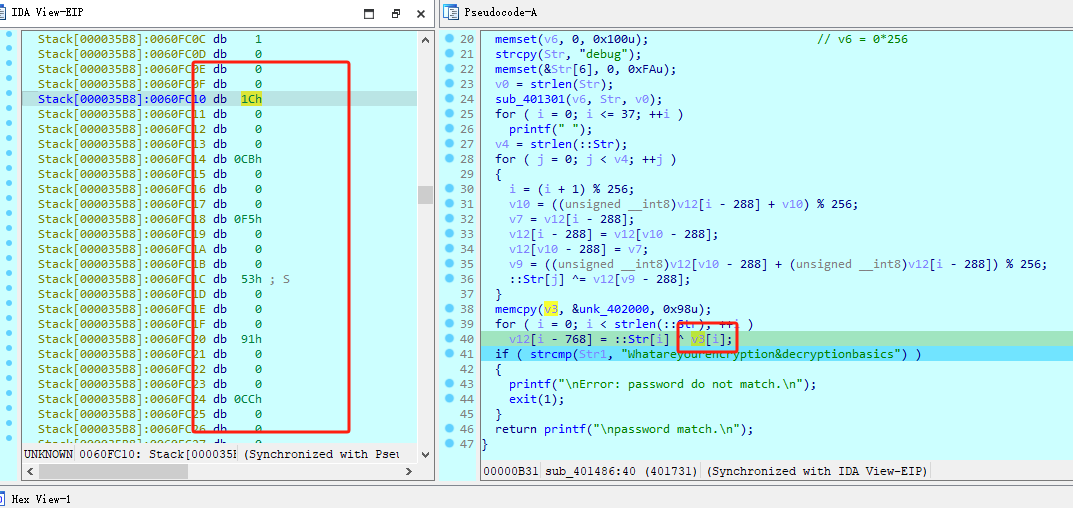 IDA View-EIP
Stack[000035B8]:0060FC0C db 1
Stack[000035B8]:0060FC0D db 0
Stack[000035B8]:0060FC0E db 0
Stack[000035B8]:0060FC0F db 0
Stack[000035B8]:0060FC10 db 1Ch
Stack[000035B8]:0060FC11 db 0
Stack[000035B8]:0060FC12 db 0
Stack[000035B8]:0060FC13 db 0
Stack[000035B8]:0060FC14 db 0CBh
Stack[000035B8]:0060FC15 db 0
Stack[000035B8]:0060FC16 db 0
Stack[000035B8]:0060FC17 db 0
Stack[000035B8]:0060FC18 db 0F5h
Stack[000035B8]:0060FC19 db 0
Stack[000035B8]:0060FC1A db 0
Stack[000035B8]:0060FC1B db 0
Stack[000035B8]:0060FC1C db 53h ; S
Stack[000035B8]:0060FC1D db 0
Stack[000035B8]:0060FC1E db 0
Stack[000035B8]:0060FC1F db 0
Stack[000035B8]:0060FC20 db 91h
Stack[000035B8]:0060FC21 db 0
Stack[000035B8]:0060FC22 db 0
Stack[000035B8]:0060FC23 db 0
Stack[000035B8]:0060FC24 db 0CCh
Stack[000035B8]:0060FC25 db 0
Stack[000035B8]:0060FC26 db 0
UNKNOWN 0060FC10: Stack[000035B (Synchronized with Pseu
Pseudocode-A
20 memset(v6, 0, 0x100u); // v6 = 0*256
21 strcpy(Str, "debug");
22 memset(&Str[6], 0, 0xFAu);
23 v0 = strlen(Str);
24 sub_401301(v6, Str, v0);
25 for ( i = 0; i <= 37; ++i )
26 printf(" ");
27 v4 = strlen(::Str);
28 for ( j = 0; j < v4; ++j )
29 {
30 i = (i + 1) % 256;
31 v10 = ((unsigned __int8)v12[i - 288] + v10) % 256;
32 v7 = v12[i - 288];
33 v12[i - 288] = v12[v10 - 288];
34 v12[v10 - 288] = v7;
35 v9 = ((unsigned __int8)v12[v10 - 288] + (unsigned __int8)v12[i - 288]) % 256;
36 ::Str[j] ^= v12[v9 - 288];
37 }
38 memcpy(v3, &unk_402000, 0x98u);
39 for ( i = 0; i < strlen(::Str); ++i )
40 v12[i - 768] = ::Str[i] ^ v3[i];
41 if ( strcmp(Str1, "Whatareyourencryption&decryptionbasics") )
42 {
43 printf("\nError: password do not match.\n");
44 exit(1);
45 }
46 return printf("\npassword match.\n");
47 }
00000B31 sub_401486:40 (401731) (Synchronized with IDA View-EIP)
Hex View-1